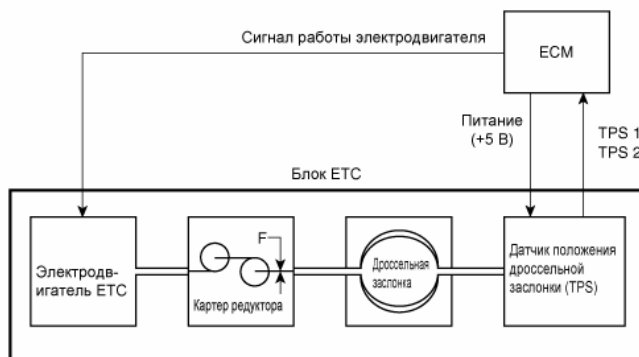 Сигнал работы электродвигателя
ECM
Питание
(+5 В)
TPS 1
TPS 2
Блок ETC
Электродв-
игатель ETC
F
Картер редуктора
Дроссельная
заслонка
Датчик положения
дроссельной
заслонки (TPS)